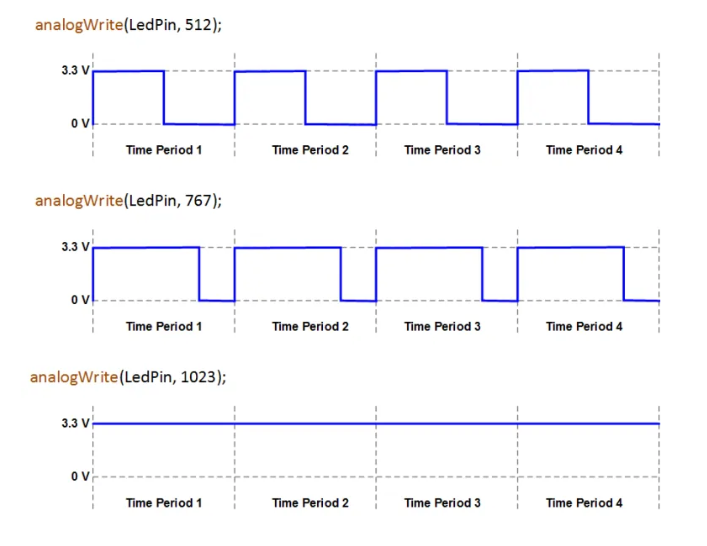 analogWrite(LedPin, 512);
3.3 V
0 V
Time Period 1 Time Period 2 Time Period 3 Time Period 4
analogWrite(LedPin, 767);
3.3 V
0 V
Time Period 1 Time Period 2 Time Period 3 Time Period 4
analogWrite(LedPin, 1023);
3.3 V
0 V
Time Period 1 Time Period 2 Time Period 3 Time Period 4